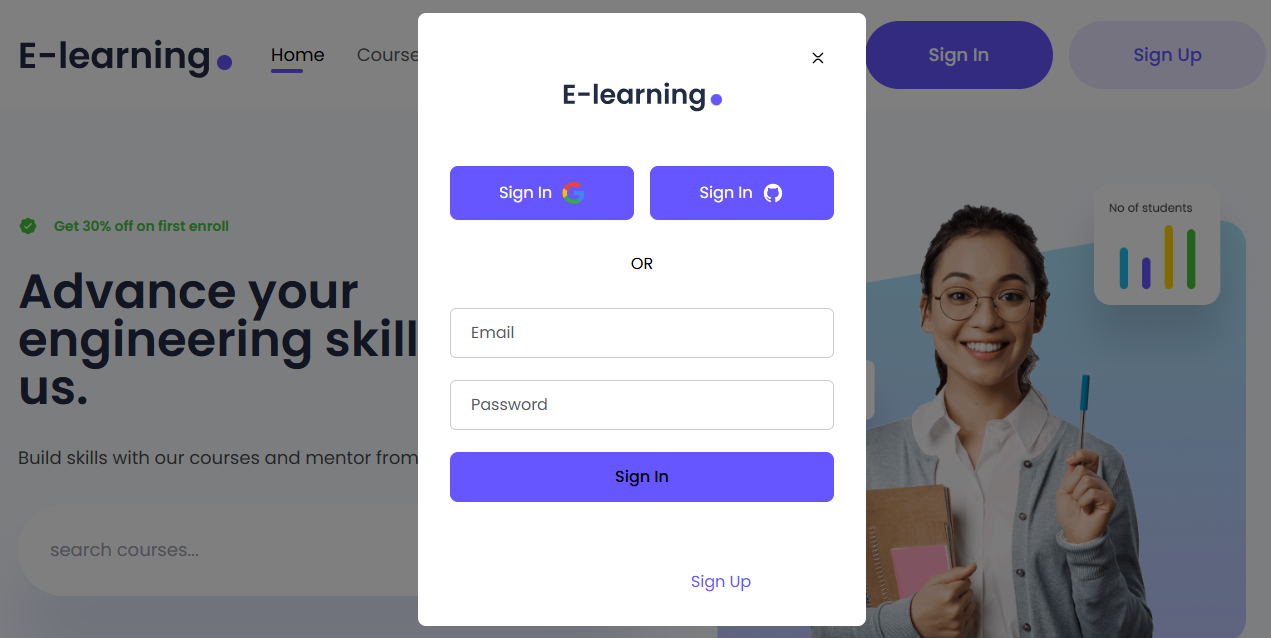 E-learning
Home
Course
Sign In
Sign Up
Get 30% off on first enroll
Advance your
engineering skill
us.
Build skills with our courses and mentor from
search courses...
No of students
E-learning
Sign In
Sign In
OR
Email
Password
Sign In
Sign Up